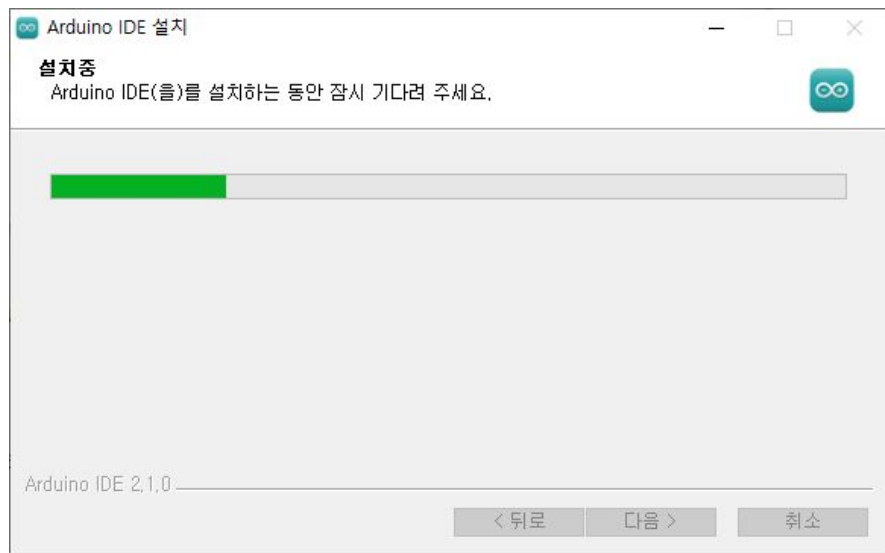 Arduino IDE 설치
설치중
Arduino IDE(을)를 설치하는 동안 잠시 기다려 주세요.
Arduino IDE 2.1.0
< 뒤로
다음 >
취소